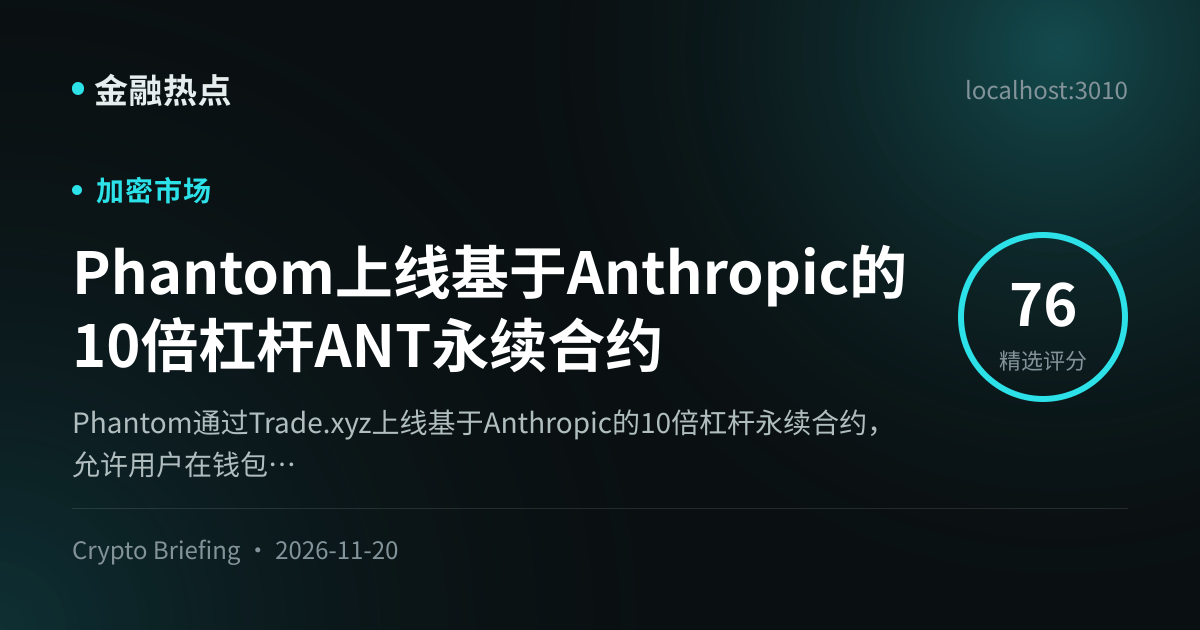 金融热点
localhost:3010
加密市场
Phantom上线基于Anthropic的
10倍杠杆ANT永续合约
76
精选评分
Phantom通过Trade.xyz上线基于Anthropic的10倍杠杆永续合约，
允许用户在钱包…
Crypto Briefing · 2026-11-20